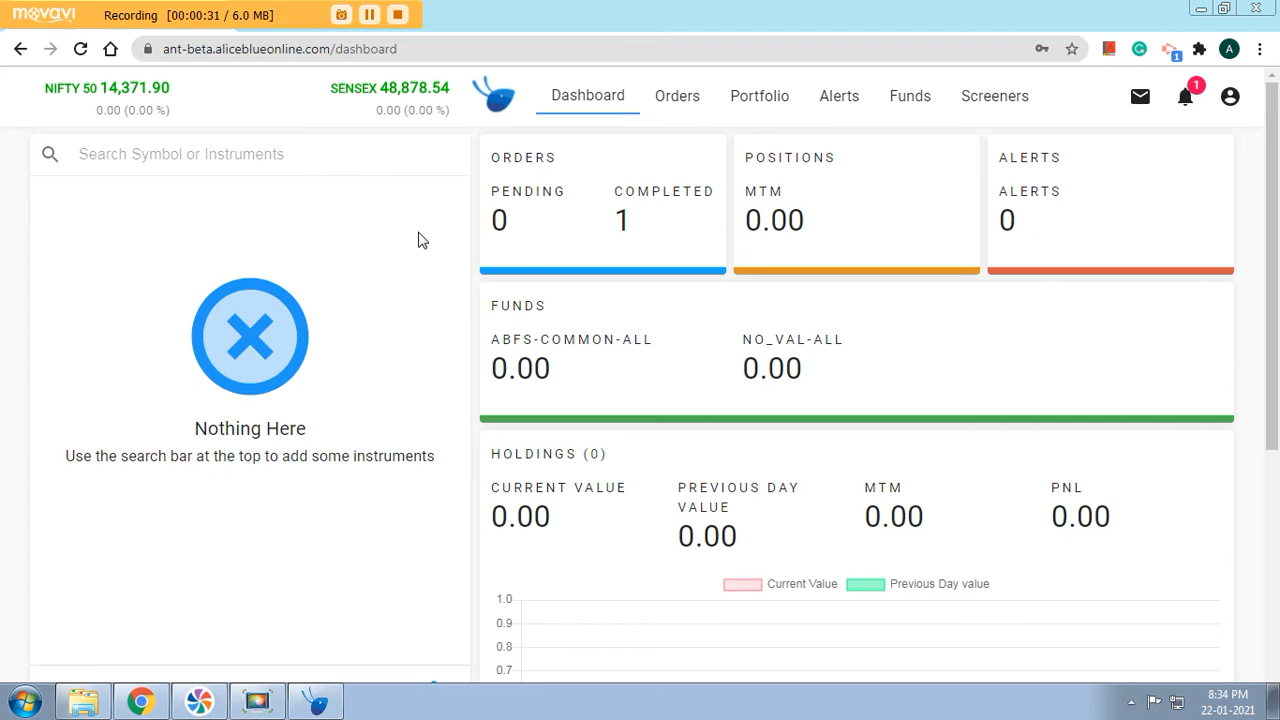 movavi Recording [00:00:31 / 6.0 MB]
ant-beta.aliceblueonline.com/dashboard
A
1
NIFTY 50 14,371.90
0.00 (0.00 %)
SENSEX 48,878.54
0.00 (0.00 %)
Dashboard Orders Portfolio Alerts Funds Screeners
1
Search Symbol or Instruments
Nothing Here
Use the search bar at the top to add some instruments
ORDERS
PENDING COMPLETED
0 1
POSITIONS
MTM
0.00
ALERTS
ALERTS
0
FUNDS
ABFS-COMMON-ALL NO_VAL-ALL
0.00 0.00
HOLDINGS (0)
CURRENT VALUE
0.00
PREVIOUS DAY
VALUE
0.00
MTM
0.00
PNL
0.00
Current Value Previous Day value
1.0
0.9
0.8
0.7
8:34 PM
22-01-2021